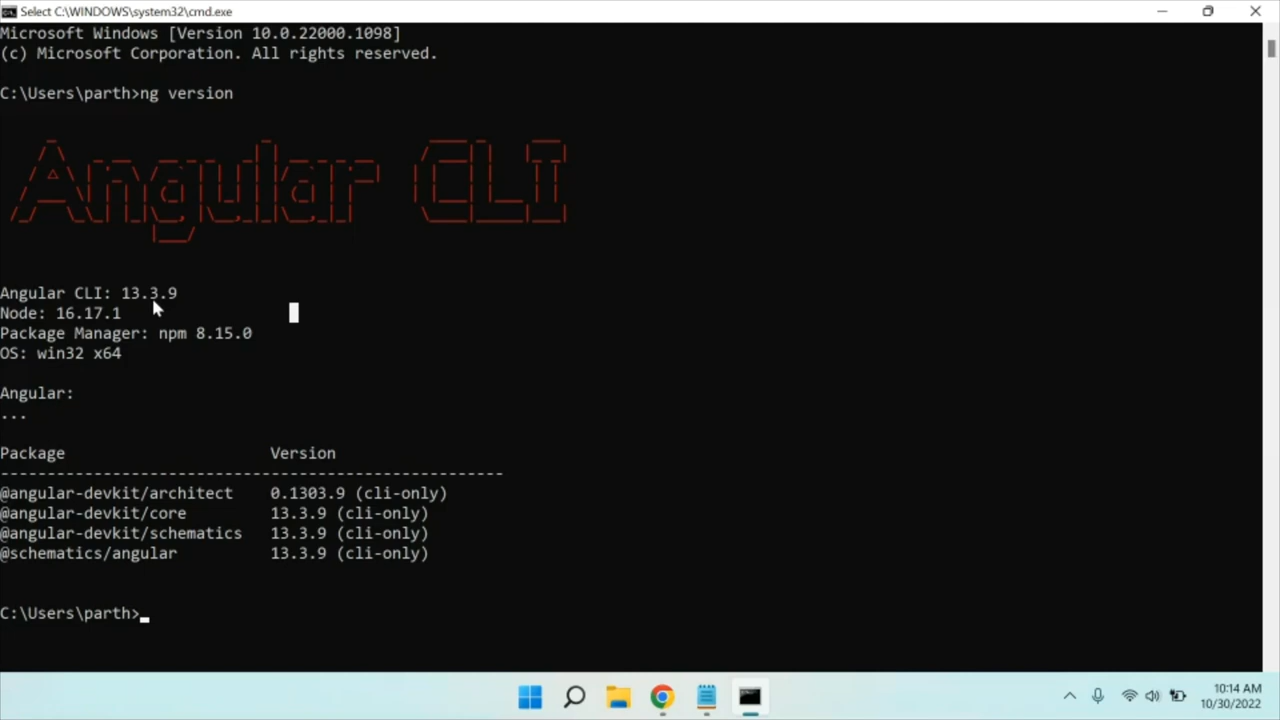 Select C:\WINDOWS\system32\cmd.exe
Microsoft Windows [Version 10.0.22000.1098]
(c) Microsoft Corporation. All rights reserved.
C:\Users\parth>ng version
Angular CLI
Angular CLI: 13.3.9
Node: 16.17.1
Package Manager: npm 8.15.0
OS: win32 x64
Angular:
...
Package Version
------------------------------------------------------
@angular-devkit/architect 0.1303.9 (cli-only)
@angular-devkit/core 13.3.9 (cli-only)
@angular-devkit/schematics 13.3.9 (cli-only)
@schematics/angular 13.3.9 (cli-only)
C:\Users\parth>
10:14 AM
10/30/2022